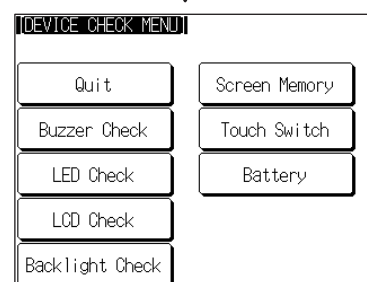 [DEVICE CHECK MENU]
Quit
Screen Memory
Buzzer Check
Touch Switch
LED Check
Battery
LCD Check
Backlight Check